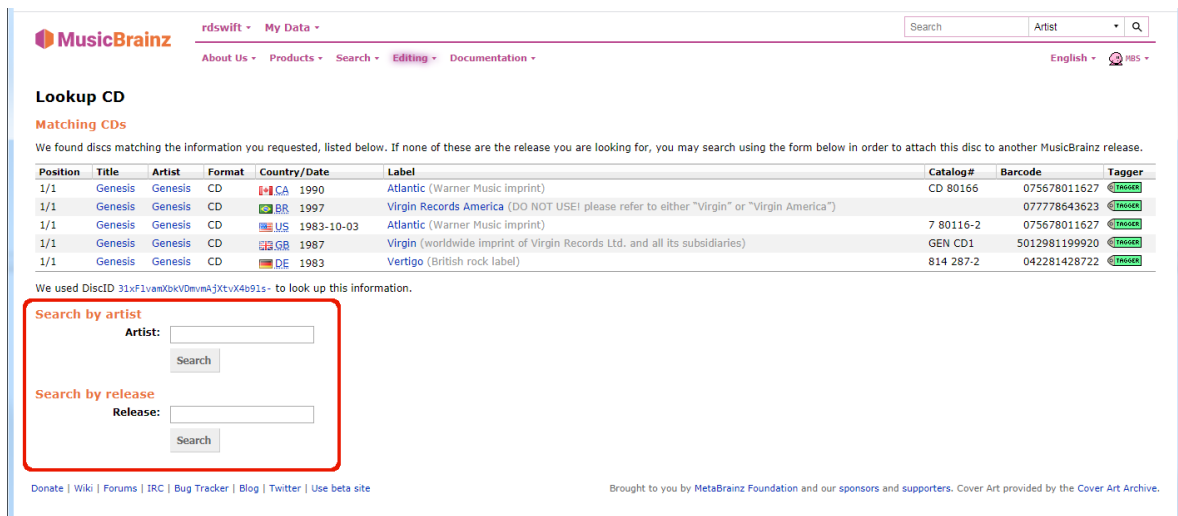 MusicBrainz
rdswift ▾ My Data ▾
Search Artist
About Us ▾ Products ▾ Search ▾ Editing ▾ Documentation ▾ English ▾ MBS ▾
Lookup CD
Matching CDs
We found discs matching the information you requested, listed below. If none of these are the release you are looking for, you may search using the form below in order to attach this disc to another MusicBrainz release.
Position Title Artist Format Country/Date Label Catalog# Barcode Tagger
1/1 Genesis Genesis CD CA 1990 Atlantic (Warner Music imprint) CD 80166 075678011627 TAGGER
1/1 Genesis Genesis CD BR 1997 Virgin Records America (DO NOT USE! please refer to either “Virgin” or “Virgin America”) 077778643623 TAGGER
1/1 Genesis Genesis CD US 1983-10-03 Atlantic (Warner Music imprint) 7 80116-2 075678011627 TAGGER
1/1 Genesis Genesis CD GB 1987 Virgin (worldwide imprint of Virgin Records Ltd. and all its subsidiaries) GEN CD1 5012981199920 TAGGER
1/1 Genesis Genesis CD DE 1983 Vertigo (British rock label) 814 287-2 042281428722 TAGGER
We used DiscID 31xF1vamXbkVDmvmAjXtvX4b91s- to look up this information.
Search by artist
Artist:
Search
Search by release
Release:
Search
Donate | Wiki | Forums | IRC | Bug Tracker | Blog | Twitter | Use beta site
Brought to you by MetaBrainz Foundation and our sponsors and supporters. Cover Art provided by the Cover Art Archive.